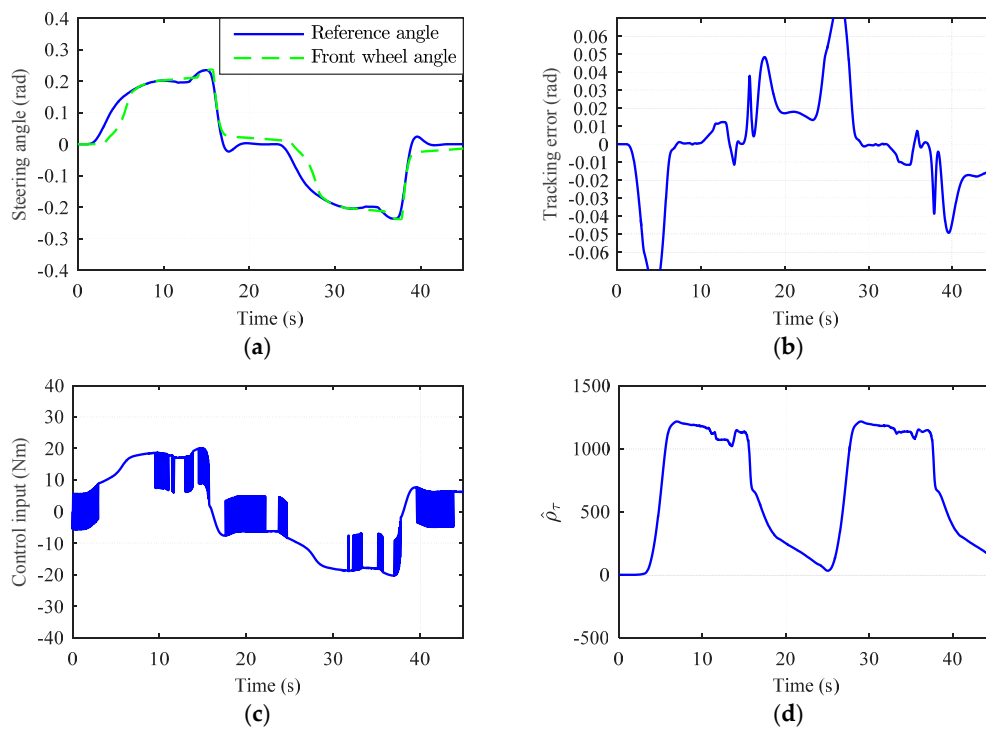 0.4
0.3
0.2
0.1
0
-0.1
-0.2
-0.3
-0.4
Steering angle (rad)
Reference angle
Front wheel angle
0 10 20 30 40
Time (s)
(a)
0.06
0.05
0.04
0.03
0.02
0.01
0
-0.01
-0.02
-0.03
-0.04
0.05
-0.06
Tracking error (rad)
0 10 20 30 40
Time (s)
(b)
40
30
20
10
0
-10
-20
-30
-40
Control input (Nm)
0 10 20 30 40
Time (s)
(c)
1500
1000
500
0
-500
ρ̂τ
0 10 20 30 40
Time (s)
(d)